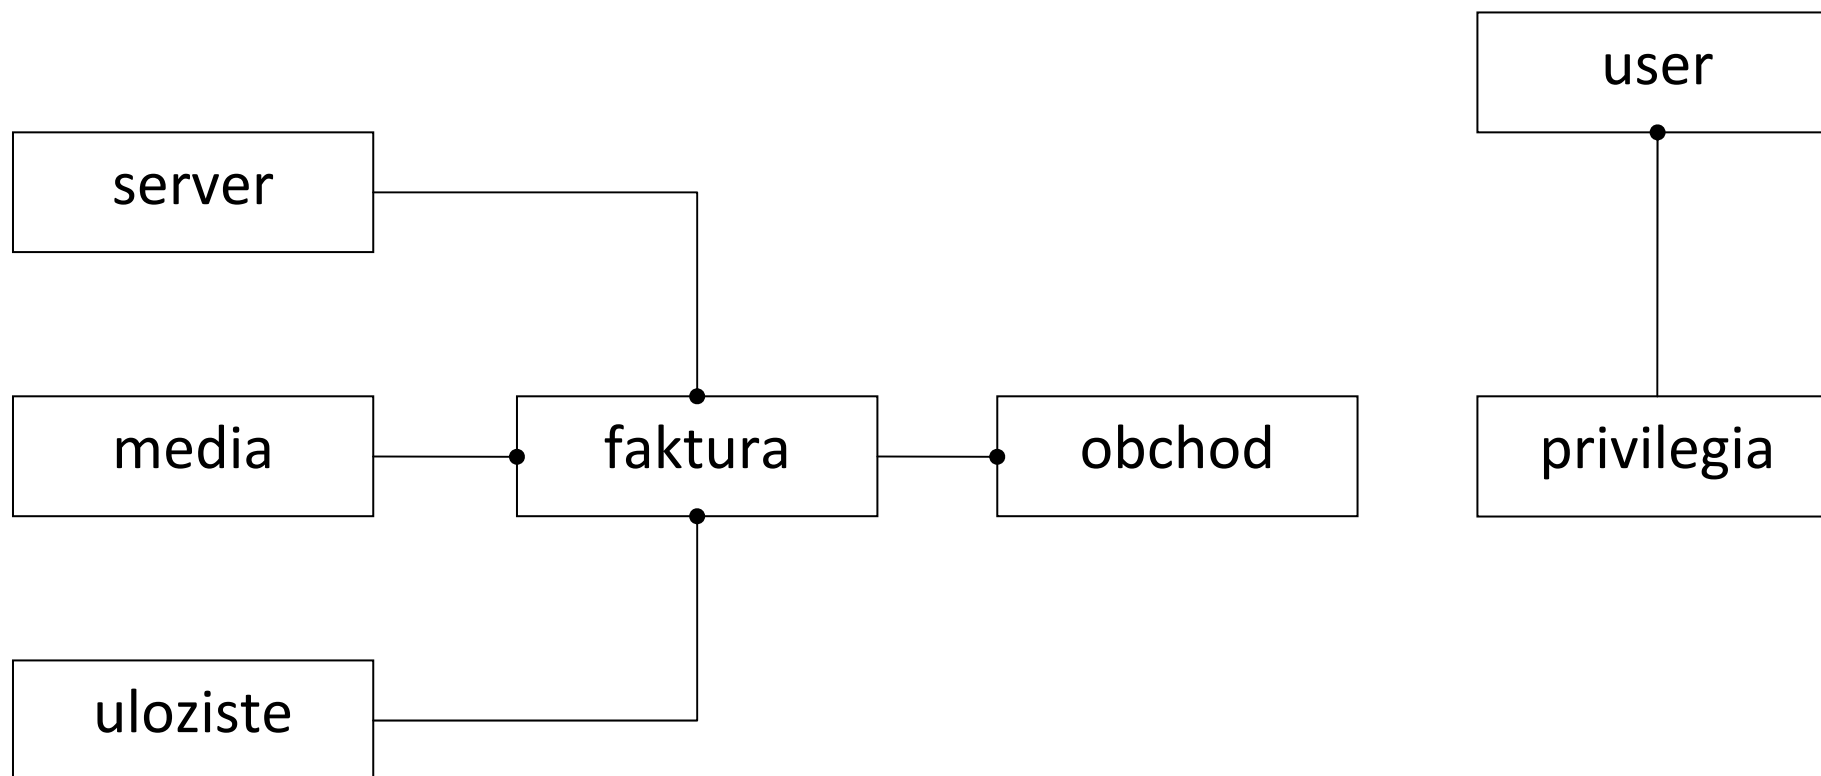 user
server
media
faktura
obchod
privilegia
uloziste